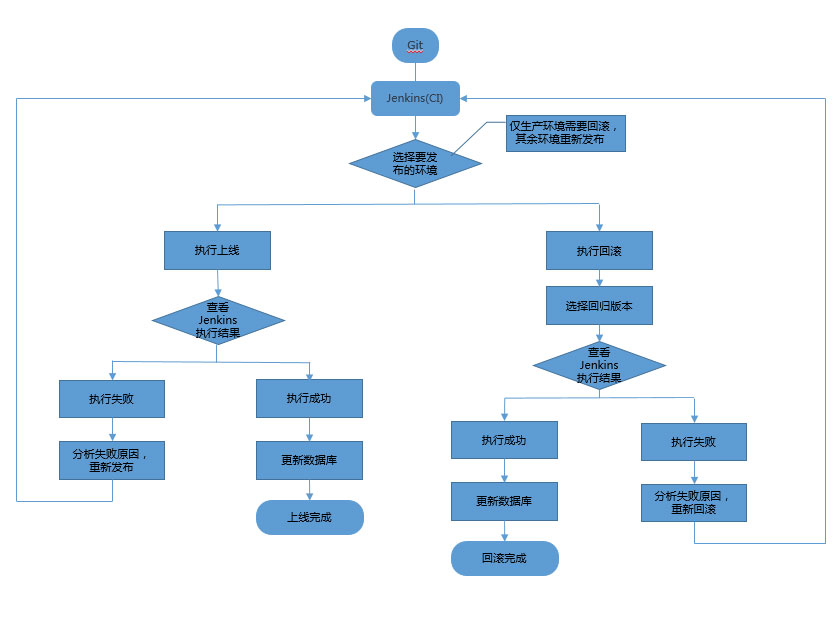 Git
Jenkins(CI)
仅生产环境需要回滚，
其余环境重新发布
选择要发
布的环境
执行上线
执行回滚
查看
Jenkins
执行结果
选择回归版本
查看
Jenkins
执行结果
执行失败
执行成功
执行成功
执行失败
分析失败原因，
重新发布
更新数据库
更新数据库
分析失败原因，
重新回滚
上线完成
回滚完成